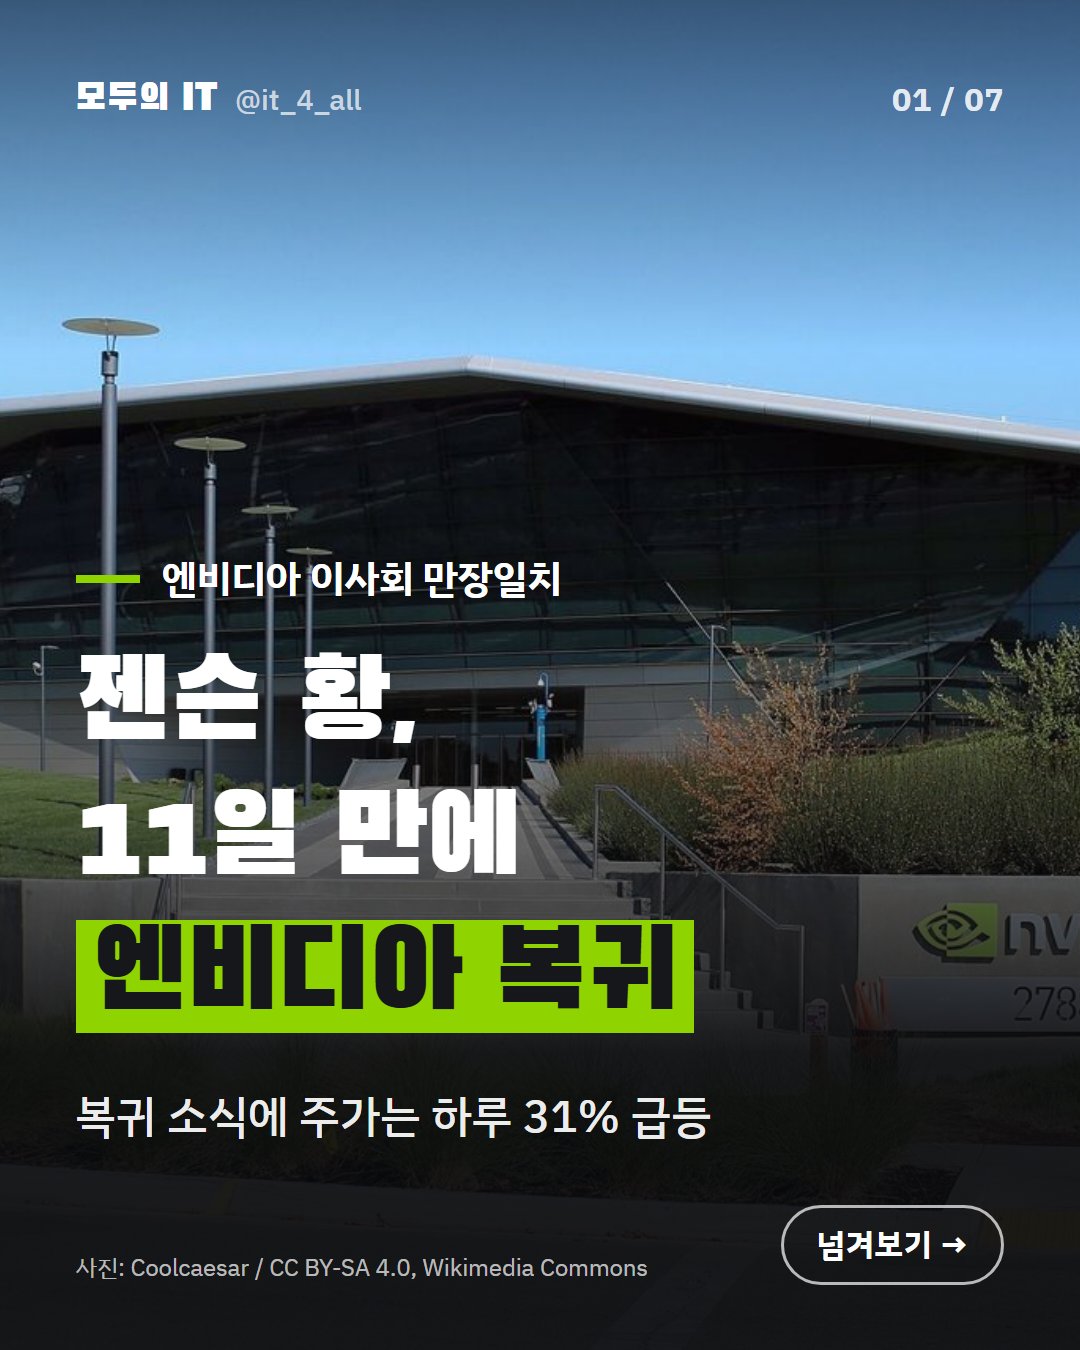 모두의 IT @it_4_all
01 / 07
엔비디아 이사회 만장일치
젠슨 황,
11일 만에
엔비디아 복귀
nv
278
복귀 소식에 주가는 하루 31% 급등
넘겨보기 →
사진: Coolcaesar / CC BY-SA 4.0, Wikimedia Commons